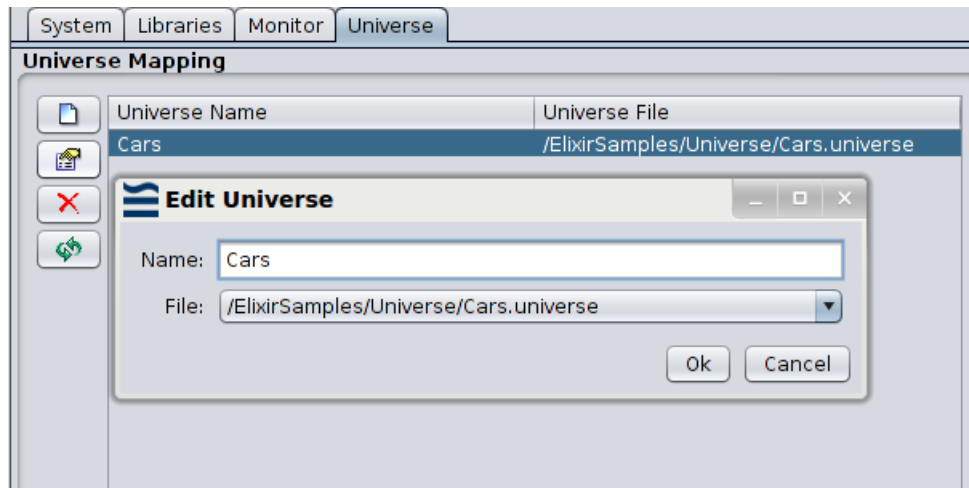 System Libraries Monitor Universe
Universe Mapping
Universe Name Universe File
Cars /ElixirSamples/Universe/Cars.universe
Edit Universe
Name: Cars
File: /ElixirSamples/Universe/Cars.universe
Ok Cancel